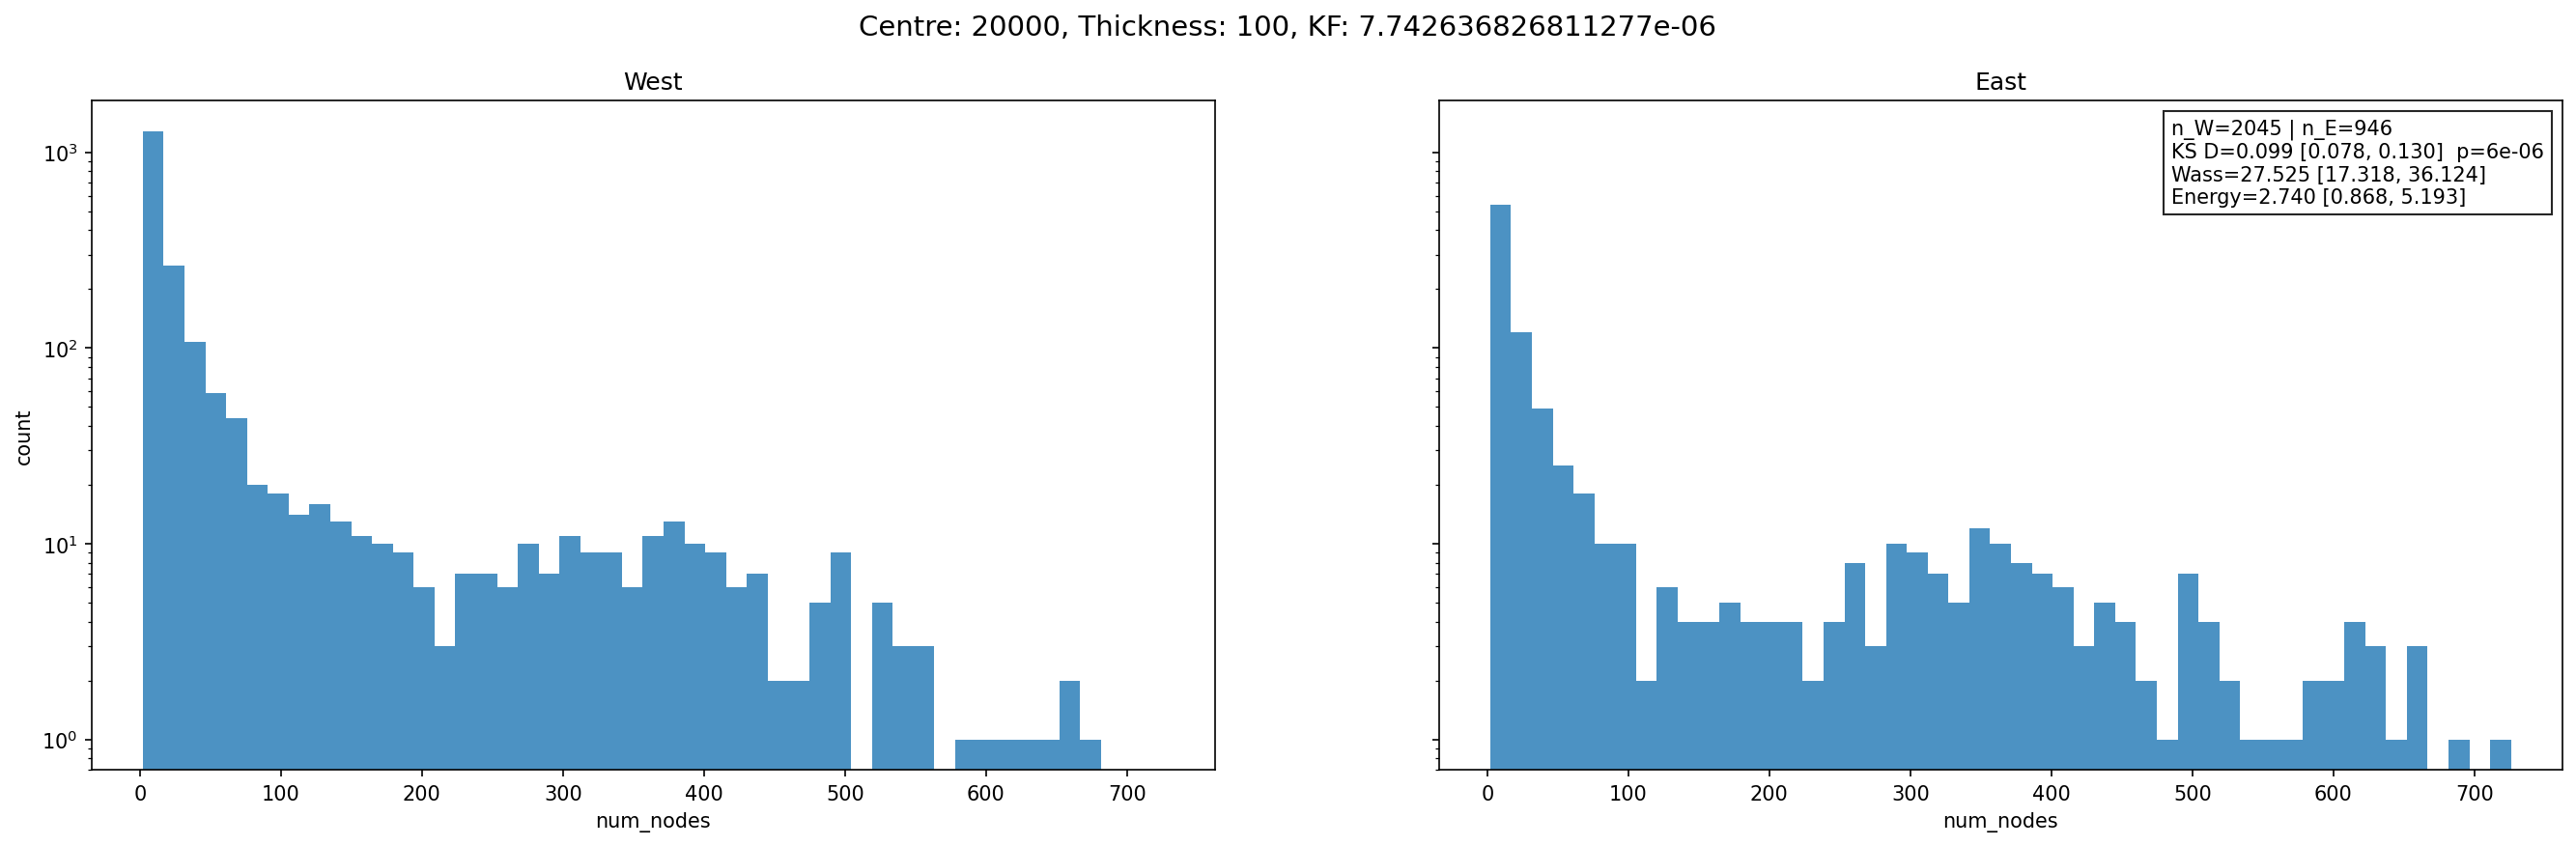 Centre: 20000, Thickness: 100, KF: 7.742636826811277e-06
West
10³
10²
10¹
10⁰
count
0 100 200 300 400 500 600 700
num_nodes
East
n_W=2045 | n_E=946
KS D=0.099 [0.078, 0.130]  p=6e-06
Wass=27.525 [17.318, 36.124]
Energy=2.740 [0.868, 5.193]
0 100 200 300 400 500 600 700
num_nodes